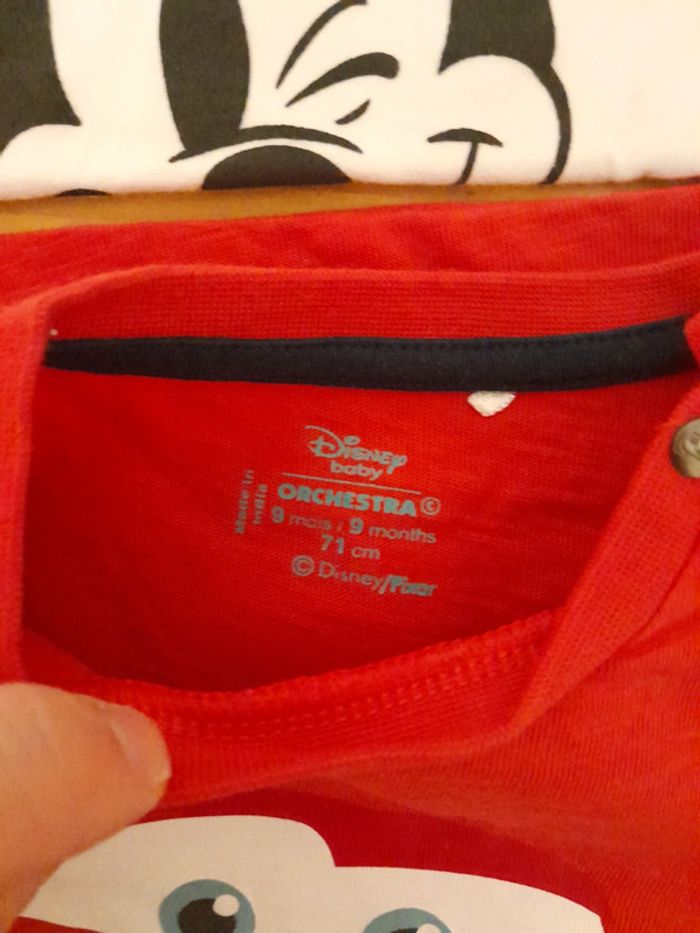 Disney
baby
Made in
India
ORCHESTRA©
9 mois / 9 months
71 cm
© Disney/Pixar